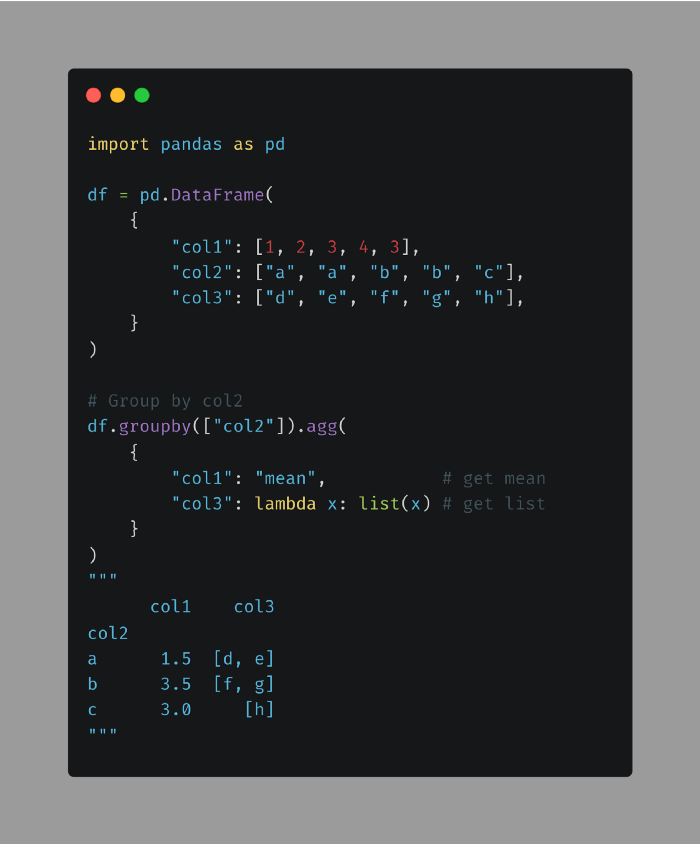 import pandas as pd

df = pd.DataFrame(
    {
        "col1": [1, 2, 3, 4, 3],
        "col2": ["a", "a", "b", "b", "c"],
        "col3": ["d", "e", "f", "g", "h"],
    }
)

# Group by col2
df.groupby(["col2"]).agg(
    {
        "col1": "mean",           # get mean
        "col3": lambda x: list(x) # get list
    }
)
"""
      col1    col3
col2
a      1.5  [d, e]
b      3.5  [f, g]
c      3.0     [h]
"""